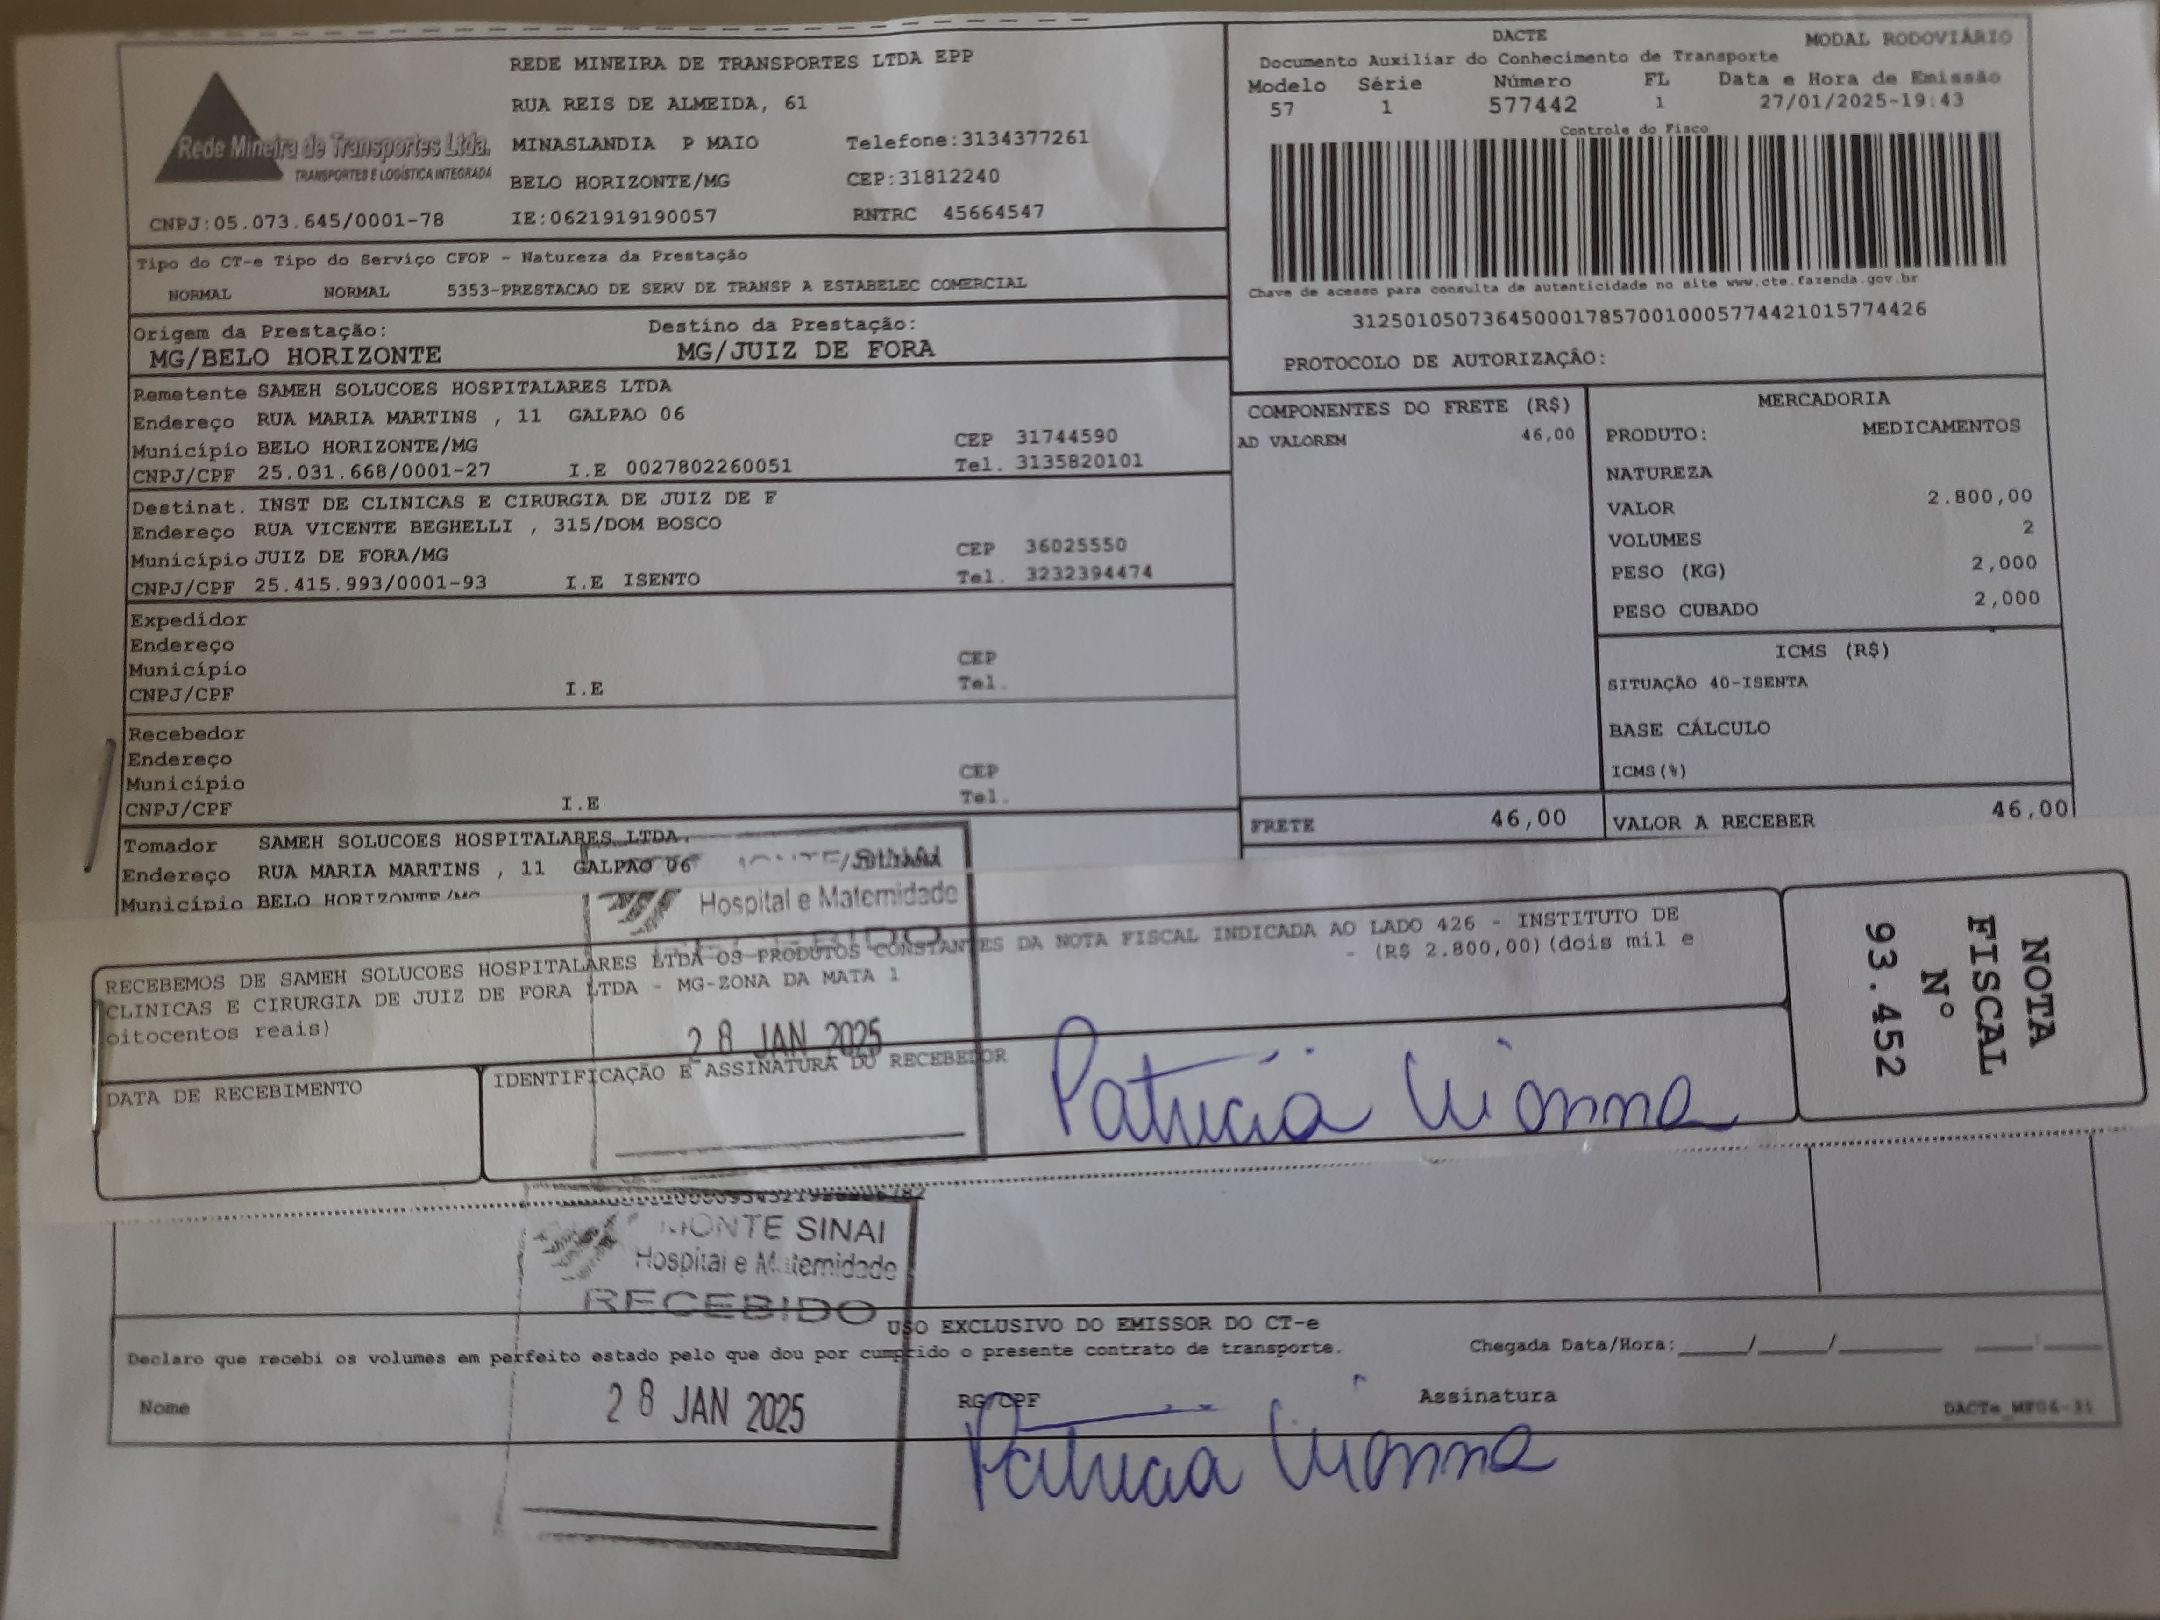 REDE MINEIRA DE TRANSPORTES LTDA EPP
RUA REIS DE ALMEIDA, 61
Rede Mineira de Transportes Ltda.
TRANSPORTES E LOGÍSTICA INTEGRADA
MINASLANDIA P MAIO Telefone:3134377261
BELO HORIZONTE/MG CEP:31812240
CNPJ:05.073.645/0001-78 IE:0621919190057 RNTRC 45664547
DACTE MODAL RODOVIÁRIO
Documento Auxiliar do Conhecimento de Transporte
Modelo Série Número FL Data e Hora de Emissão
57 1 577442 1 27/01/2025-19:43
Controle do Fisco
Chave de acesso para consulta de autenticidade no site www.cte.fazenda.gov.br
31250105073645000178570010005774421015774426
PROTOCOLO DE AUTORIZAÇÃO:
Tipo do CT-e Tipo do Serviço CFOP - Natureza da Prestação
NORMAL NORMAL 5353-PRESTACAO DE SERV DE TRANSP A ESTABELEC COMERCIAL
Origem da Prestação: Destino da Prestação:
MG/BELO HORIZONTE MG/JUIZ DE FORA
Remetente SAMEH SOLUCOES HOSPITALARES LTDA
Endereço RUA MARIA MARTINS , 11 GALPAO 06
Município BELO HORIZONTE/MG CEP 31744590
CNPJ/CPF 25.031.668/0001-27 I.E 0027802260051 Tel. 3135820101
Destinat. INST DE CLINICAS E CIRURGIA DE JUIZ DE F
Endereço RUA VICENTE BEGHELLI , 315/DOM BOSCO
Município JUIZ DE FORA/MG CEP 36025550
CNPJ/CPF 25.415.993/0001-93 I.E ISENTO Tel. 3232394474
Expedidor
Endereço
Município CEP
CNPJ/CPF I.E Tel.
Recebedor
Endereço
Município CEP
CNPJ/CPF I.E Tel.
Tomador SAMEH SOLUCOES HOSPITALARES LTDA
Endereço RUA MARIA MARTINS , 11 GALPAO 06
Município BELO HORIZONTE/MG
COMPONENTES DO FRETE (R$)
AD VALOREM 46,00
FRETE 46,00
MERCADORIA
PRODUTO: MEDICAMENTOS
NATUREZA
VALOR 2.800,00
VOLUMES 2
PESO (KG) 2,000
PESO CUBADO 2,000
ICMS (R$)
SITUAÇÃO 40-ISENTA
BASE CÁLCULO
ICMS(%)
VALOR A RECEBER 46,00
Hospital e Maternidade
RECEBEMOS DE SAMEH SOLUCOES HOSPITALARES LTDA OS PRODUTOS CONSTANTES DA NOTA FISCAL INDICADA AO LADO 426 - INSTITUTO DE
CLINICAS E CIRURGIA DE JUIZ DE FORA LTDA - MG-ZONA DA MATA 1 - (R$ 2.800,00)(dois mil e
oitocentos reais)
28 JAN 2025
DATA DE RECEBIMENTO
IDENTIFICAÇÃO E ASSINATURA DO RECEBEDOR
Patricia Vianna
NOTA
FISCAL
Nº
93.452
MONTE SINAI
Hospital e Maternidade
RECEBIDO
USO EXCLUSIVO DO EMISSOR DO CT-e
Declaro que recebi os volumes em perfeito estado pelo que dou por cumprido o presente contrato de transporte. Chegada Data/Hora:_____/_____/_______ ____:____
Nome 28 JAN 2025 RG/CPF Assinatura DACTe_MF06-31
Patricia Vianna